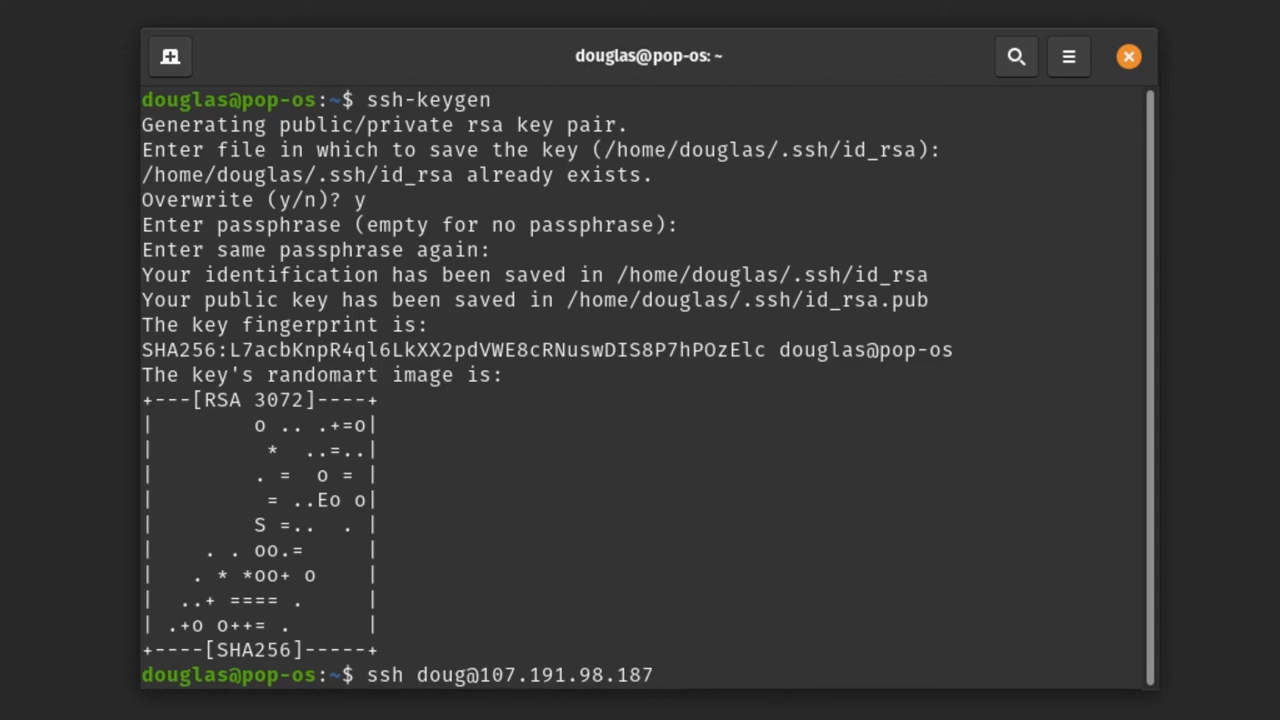 douglas@pop-os: ~
douglas@pop-os:~$ ssh-keygen
Generating public/private rsa key pair.
Enter file in which to save the key (/home/douglas/.ssh/id_rsa):
/home/douglas/.ssh/id_rsa already exists.
Overwrite (y/n)? y
Enter passphrase (empty for no passphrase):
Enter same passphrase again:
Your identification has been saved in /home/douglas/.ssh/id_rsa
Your public key has been saved in /home/douglas/.ssh/id_rsa.pub
The key fingerprint is:
SHA256:L7acbKnpR4ql6LkXX2pdVWE8cRNuswDIS8P7hPOzElc douglas@pop-os
The key's randomart image is:
+---[RSA 3072]----+
|        o .. .+=o|
|         *  ..=..|
|        . =  o = |
|         = ..Eo o|
|        S =..  . |
|    . . oo.=     |
|   . * *oo+ o    |
|  ..+ ==== .     |
| .+o o++= .      |
+----[SHA256]-----+
douglas@pop-os:~$ ssh doug@107.191.98.187